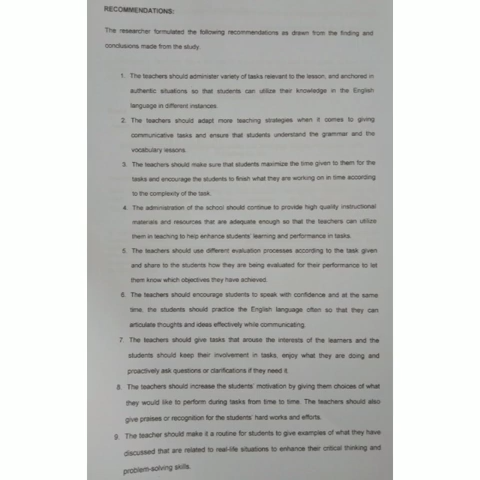 RECOMMENDATIONS:
The researcher formulated the following recommendations as drawn from the finding and
conclusions made from the study.
1. The teachers should administer variety of tasks relevant to the lesson, and anchored in
authentic situations so that students can utilize their knowledge in the English
language in different instances.
2. The teachers should adapt more teaching strategies when it comes to giving
communicative tasks and ensure that students understand the grammar and the
vocabulary lessons.
3. The teachers should make sure that students maximize the time given to them for the
tasks and encourage the students to finish what they are working on in time according
to the complexity of the task.
4. The administration of the school should continue to provide high quality instructional
materials and resources that are adequate enough so that the teachers can utilize
them in teaching to help enhance students' learning and performance in tasks.
5. The teachers should use different evaluation processes according to the task given
and share to the students how they are being evaluated for their performance to let
them know which objectives they have achieved.
6. The teachers should encourage students to speak with confidence and at the same
time, the students should practice the English language often so that they can
articulate thoughts and ideas effectively while communicating.
7. The teachers should give tasks that arouse the interests of the learners and the
students should keep their involvement in tasks, enjoy what they are doing and
proactively ask questions or clarifications if they need it.
8. The teachers should increase the students' motivation by giving them choices of what
they would like to perform during tasks from time to time. The teachers should also
give praises or recognition for the students' hard works and efforts.
9. The teacher should make it a routine for students to give examples of what they have
discussed that are related to real-life situations to enhance their critical thinking and
problem-solving skills.